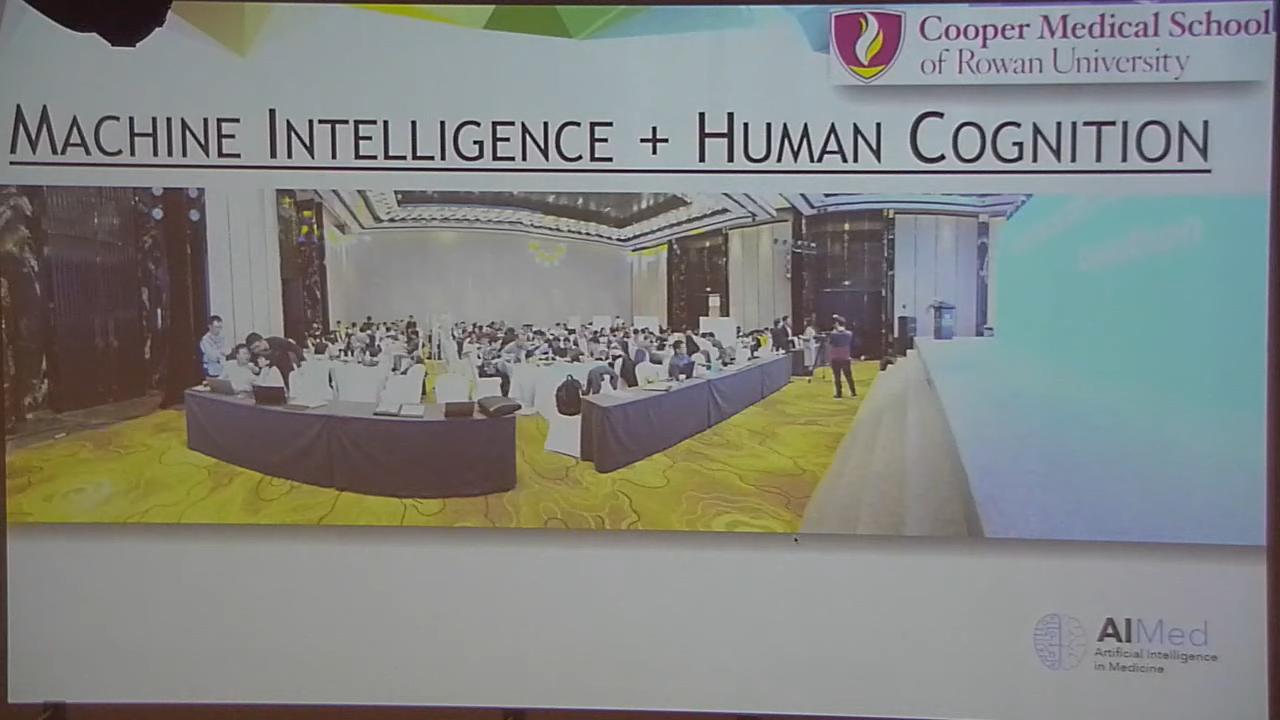 Cooper Medical School
of Rowan University
MACHINE INTELLIGENCE + HUMAN COGNITION
AIMed
Artificial Intelligence
in Medicine